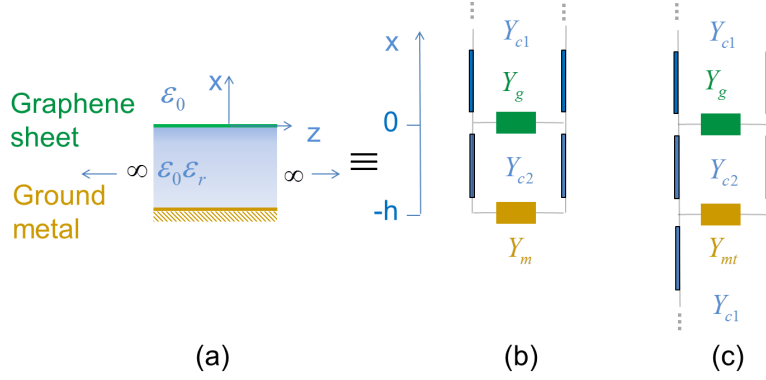 x
ε0
Graphene
sheet
z
∞
ε0εr
∞
Ground
metal
(a)
≡
x
0
-h
Yc1
Yg
Yc2
Ym
(b)
Yc1
Yg
Yc2
Ymt
Yc1
(c)